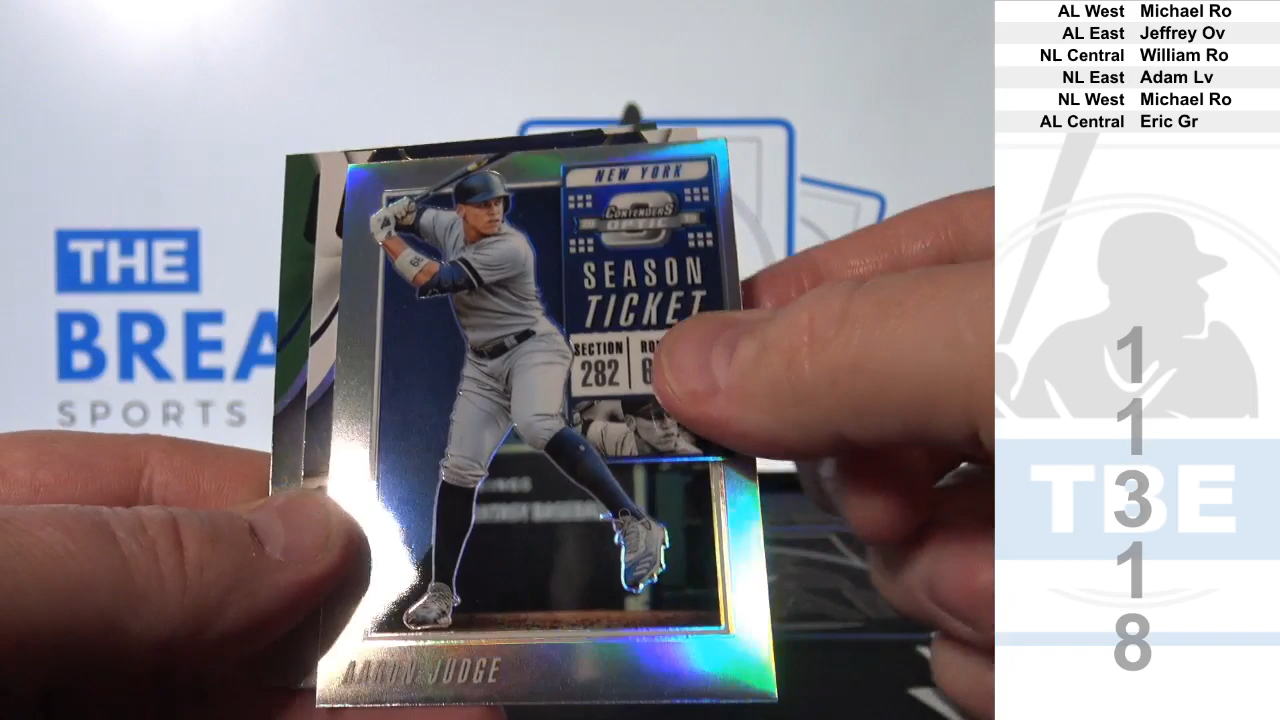 AL West Michael Ro
AL East Jeffrey Ov
NL Central William Ro
NL East Adam Lv
NL West Michael Ro
AL Central Eric Gr
THE
BREA
SPORTS
NEW YORK
CONTENDERS
OPTIC
SEASON
TICKET
SECTION
282
99
AARON JUDGE
TBE
1
1
3
1
8